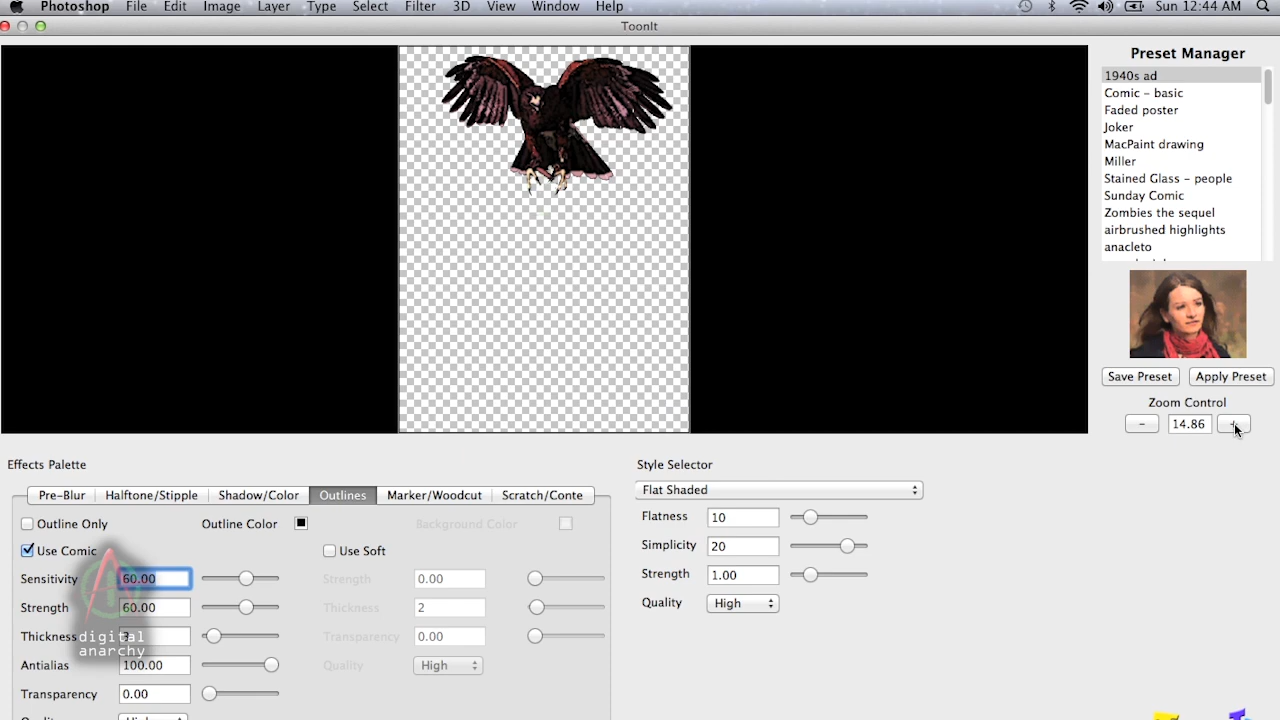 Photoshop File Edit Image Layer Type Select Filter 3D View Window Help Sun 12:44 AM
ToonIt
Preset Manager
1940s ad
Comic - basic
Faded poster
Joker
MacPaint drawing
Miller
Stained Glass - people
Sunday Comic
Zombies the sequel
airbrushed highlights
anacleto
Save Preset Apply Preset
Zoom Control
- 14.86 +
Effects Palette
Pre-Blur Halftone/Stipple Shadow/Color Outlines Marker/Woodcut Scratch/Conte
Outline Only Outline Color Background Color
Use Comic Use Soft
Sensitivity 60.00 Strength 0.00
Strength 60.00 Thickness 2
Thickness Transparency 0.00
Antialias 100.00 Quality High
Transparency 0.00
digital
anarchy
Style Selector
Flat Shaded
Flatness 10
Simplicity 20
Strength 1.00
Quality High